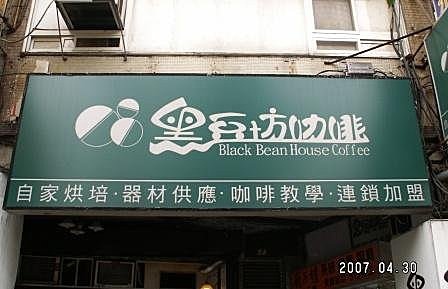 黑豆坊咖啡
Black Bean House Coffee
自家烘培·器材供應·咖啡教學·連鎖加盟
2007.04.30